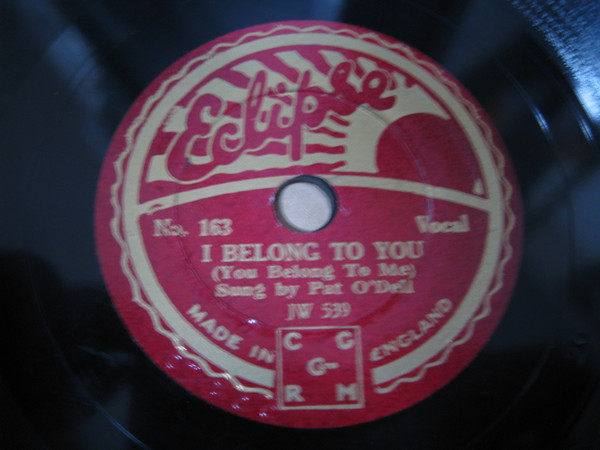 Eclipse
No. 163 Vocal
I BELONG TO YOU
(You Belong To Me)
Sung by Pat O'Dell
JW 539
MADE IN ENGLAND
C G
G
R M